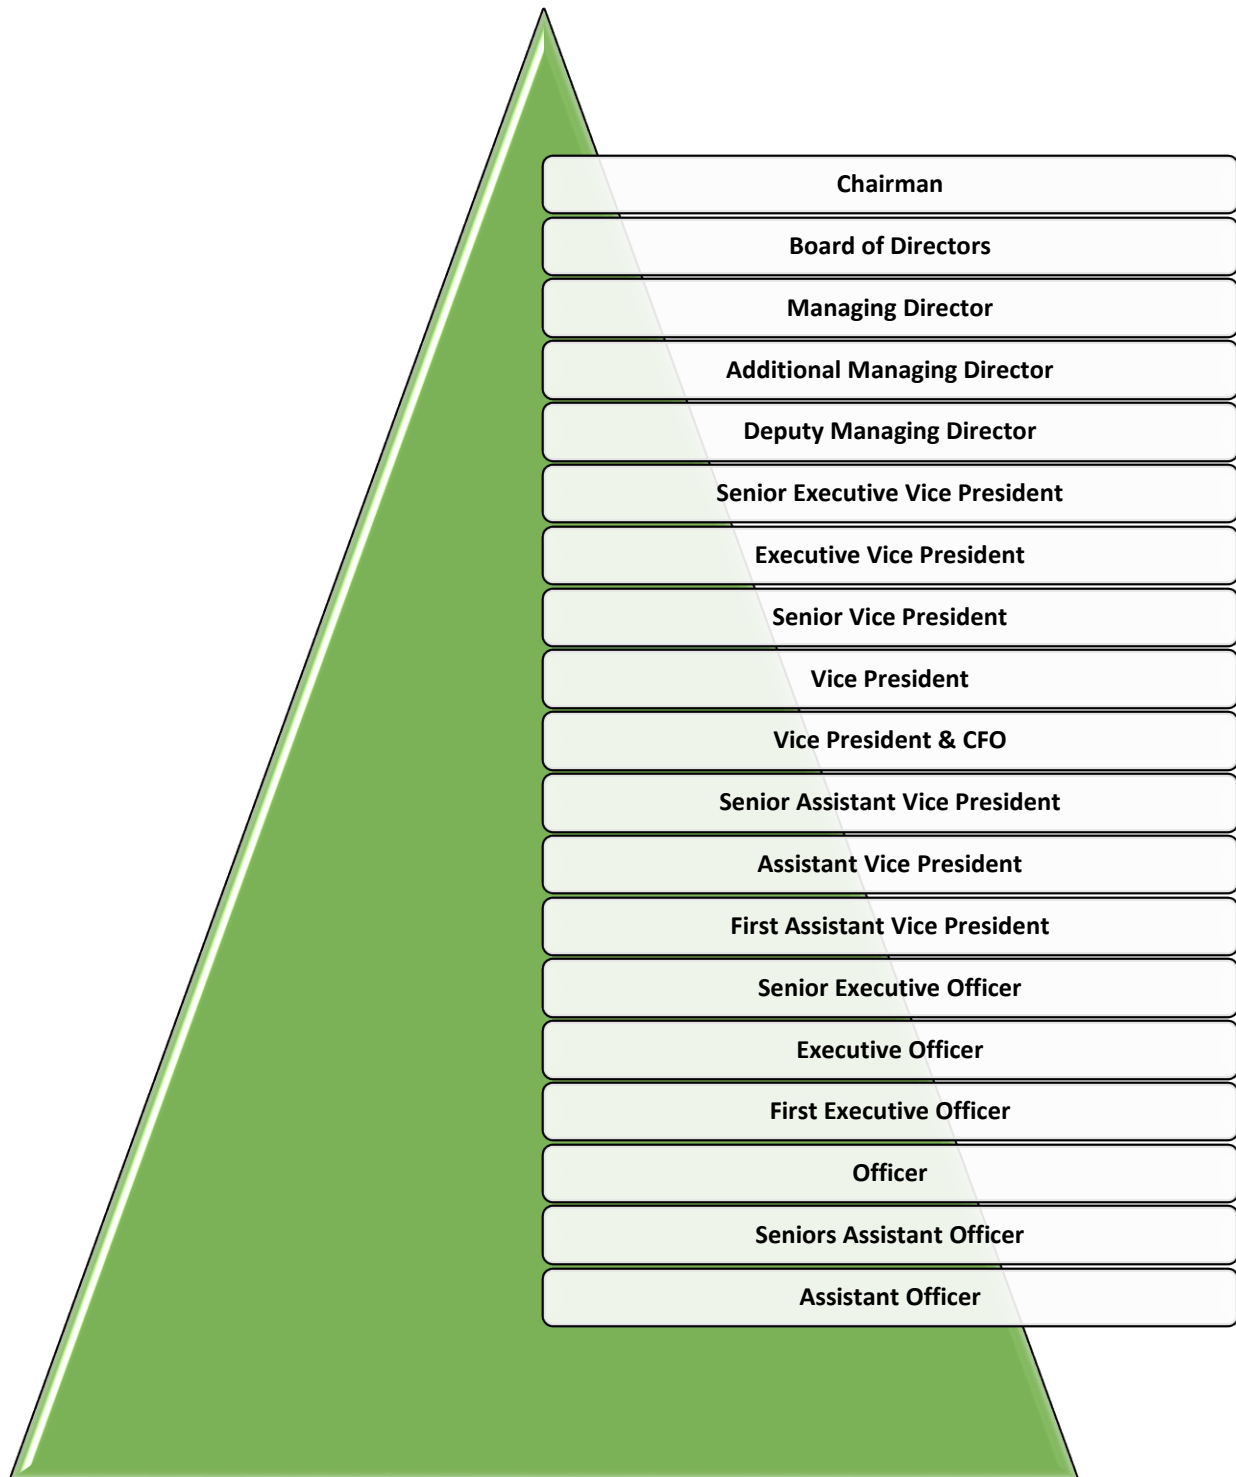 Chairman
Board of Directors
Managing Director
Additional Managing Director
Deputy Managing Director
Senior Executive Vice President
Executive Vice President
Senior Vice President
Vice President
Vice President & CFO
Senior Assistant Vice President
Assistant Vice President
First Assistant Vice President
Senior Executive Officer
Executive Officer
First Executive Officer
Officer
Seniors Assistant Officer
Assistant Officer